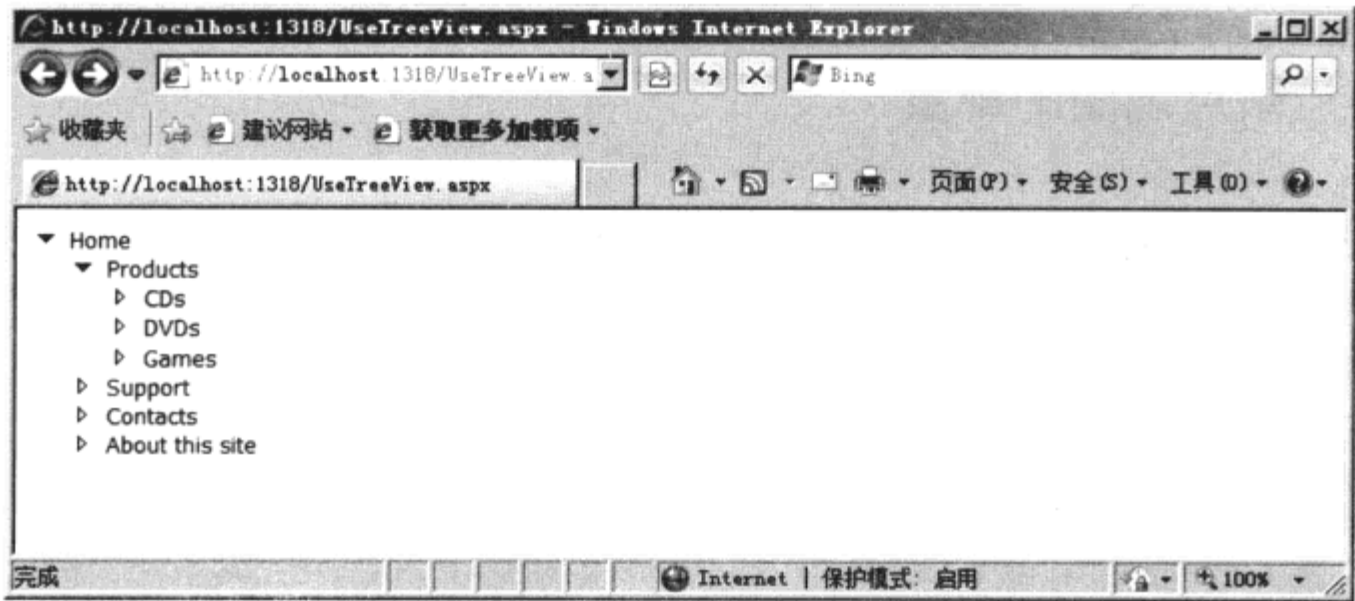 http://localhost:1318/UseTreeView.aspx - Windows Internet Explorer
http://localhost:1318/UseTreeView.a Bing
收藏夹 建议网站 获取更多加载项
http://localhost:1318/UseTreeView.aspx 页面(P) 安全(S) 工具(O)
Home
Products
CDs
DVDs
Games
Support
Contacts
About this site
完成 Internet | 保护模式: 启用 100%